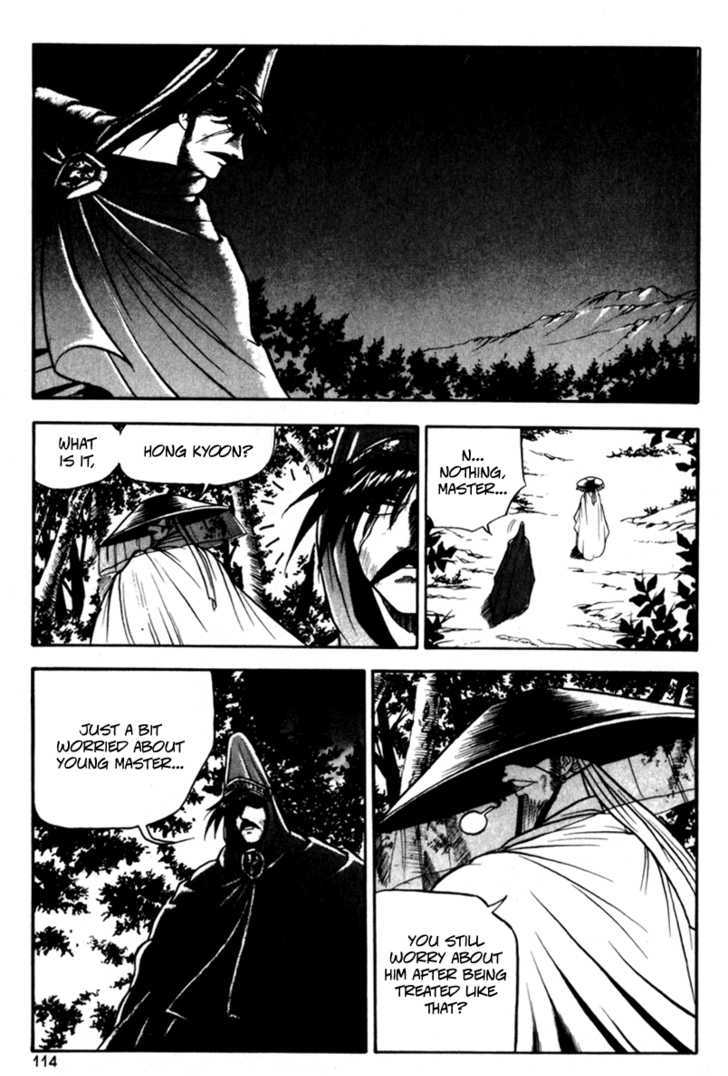 WHAT
IS IT,
HONG KYOON?
N...
NOTHING,
MASTER...
JUST A BIT
WORRIED ABOUT
YOUNG MASTER...
YOU STILL
WORRY ABOUT
HIM AFTER BEING
TREATED LIKE
THAT?
114